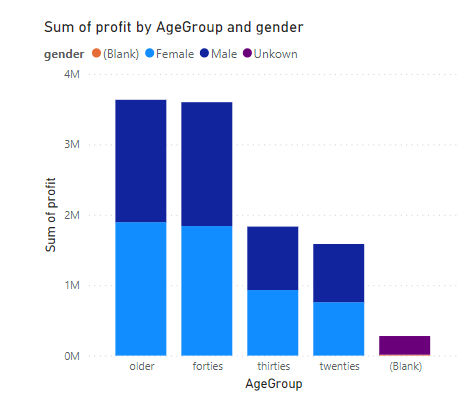 Sum of profit by AgeGroup and gender
gender (Blank) Female Male Unkown
4M
3M
2M
1M
0M
Sum of profit
older forties thirties twenties (Blank)
AgeGroup